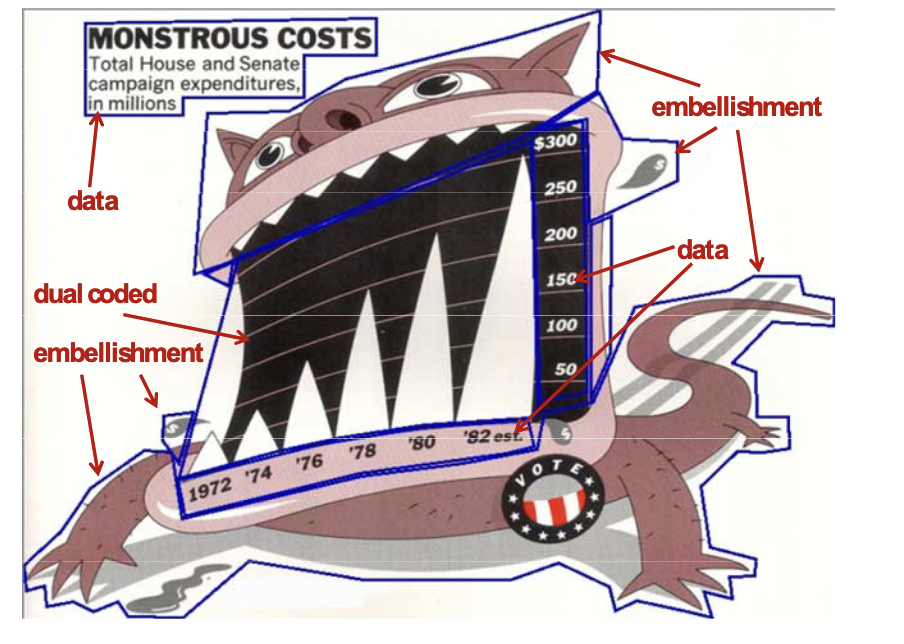 MONSTROUS COSTS
Total House and Senate
campaign expenditures,
in millions
embellishment
data
$300
250
200
data
150
dual coded
100
embellishment
50
$
$
$
1972 '74 '76 '78 '80 '82 est.
VOTE